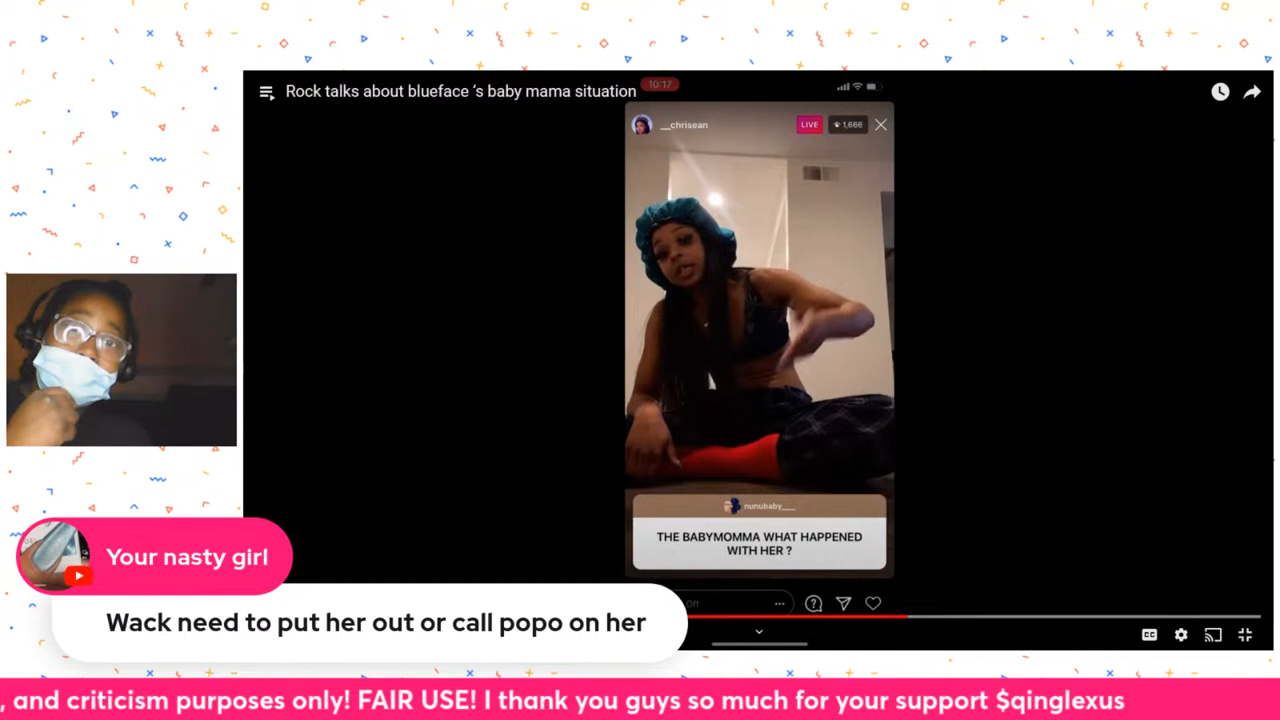 Rock talks about blueface 's baby mama situation
10:17
__chrisean
LIVE
1,666
nunubaby___
THE BABYMOMMA WHAT HAPPENED
WITH HER ?
Your nasty girl
Wack need to put her out or call popo on her
CC
, and criticism purposes only! FAIR USE! I thank you guys so much for your support $qinglexus